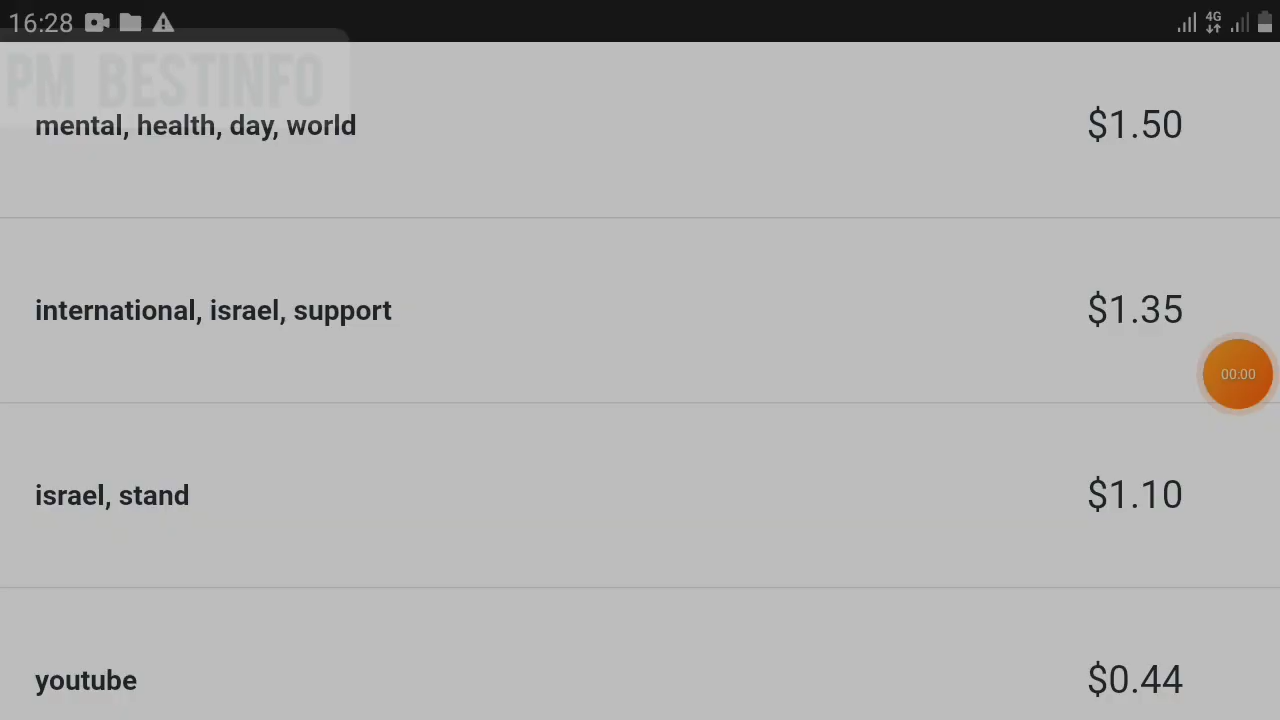 16:28
4G
PM BESTINFO
mental, health, day, world
$1.50
international, israel, support
$1.35
00:00
israel, stand
$1.10
youtube
$0.44